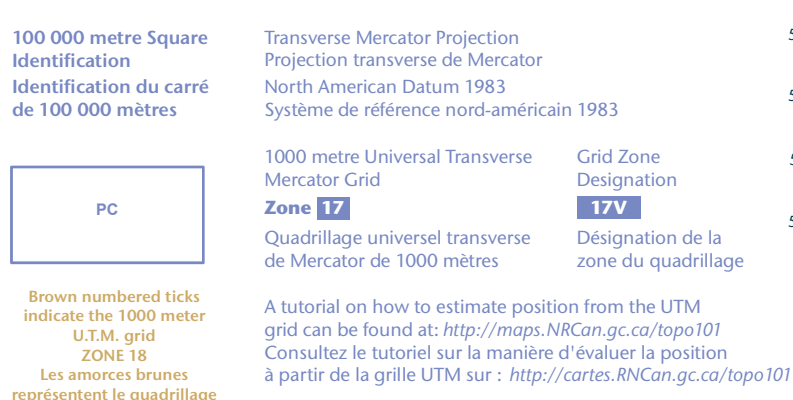 100 000 metre Square
Identification
Identification du carré
de 100 000 mètres
PC
Brown numbered ticks
indicate the 1000 meter
U.T.M. grid
ZONE 18
Les amorces brunes
représentent le quadrillage
Transverse Mercator Projection
Projection transverse de Mercator
North American Datum 1983
Système de référence nord-américain 1983
1000 metre Universal Transverse
Mercator Grid
Zone 17
Quadrillage universel transverse
de Mercator de 1000 mètres
Grid Zone
Designation
17V
Désignation de la
zone du quadrillage
A tutorial on how to estimate position from the UTM
grid can be found at: http://maps.NRCan.gc.ca/topo101
Consultez le tutoriel sur la manière d'évaluer la position
à partir de la grille UTM sur : http://cartes.RNCan.gc.ca/topo101